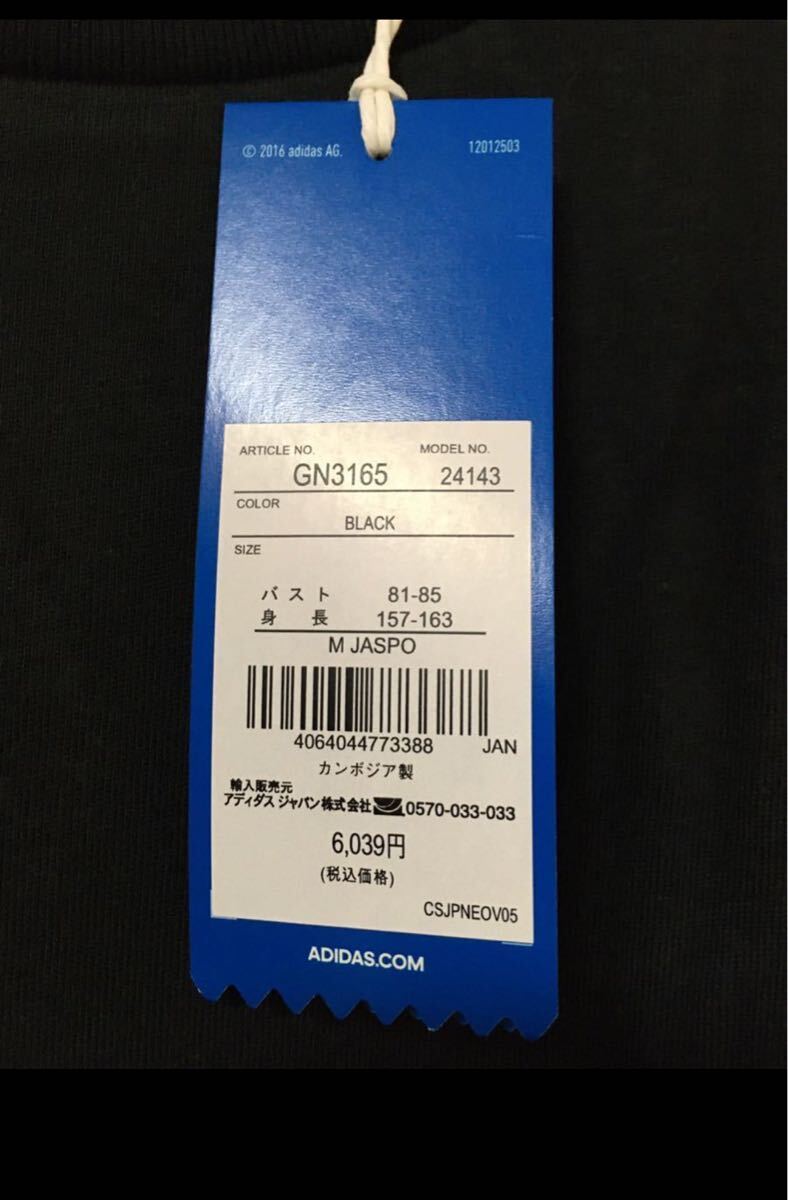 © 2016 adidas AG. 12012503
ARTICLE NO. MODEL NO.
GN3165 24143
COLOR
BLACK
SIZE
バスト 81-85
身長 157-163
M JASPO
4064044773388 JAN
カンボジア製
輸入販売元
アディダス ジャパン株式会社 0570-033-033
6,039円
(税込価格)
CSJPNEOV05
ADIDAS.COM